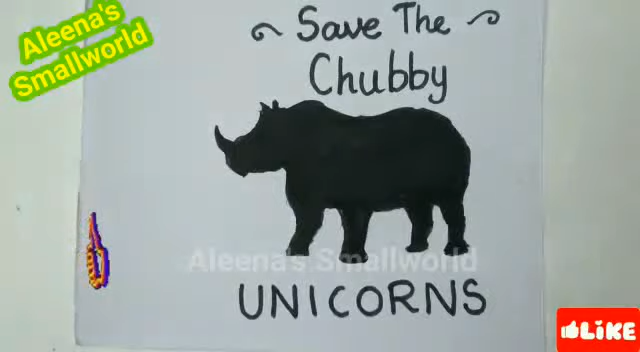 Aleena's
Smallworld
Save The
Chubby
Aleena's Smallworld
UNICORNS
LIKE